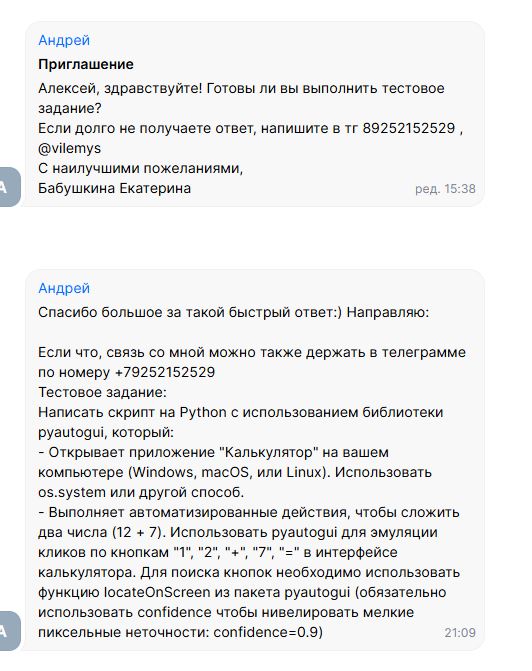 Андрей
Приглашение
Алексей, здравствуйте! Готовы ли вы выполнить тестовое
задание?
Если долго не получаете ответ, напишите в тг 89252152529 ,
@vilemys
С наилучшими пожеланиями,
Бабушкина Екатерина
ред. 15:38
А
Андрей
Спасибо большое за такой быстрый ответ:) Направляю:
Если что, связь со мной можно также держать в телеграмме
по номеру +79252152529
Тестовое задание:
Написать скрипт на Python с использованием библиотеки
pyautogui, который:
- Открывает приложение "Калькулятор" на вашем
компьютере (Windows, macOS, или Linux). Использовать
os.system или другой способ.
- Выполняет автоматизированные действия, чтобы сложить
два числа (12 + 7). Использовать pyautogui для эмуляции
кликов по кнопкам "1", "2", "+", "7", "=" в интерфейсе
калькулятора. Для поиска кнопок необходимо использовать
функцию locateOnScreen из пакета pyautogui (обязательно
использовать confidence чтобы нивелировать мелкие
пиксельные неточности: confidence=0.9)
21:09
А